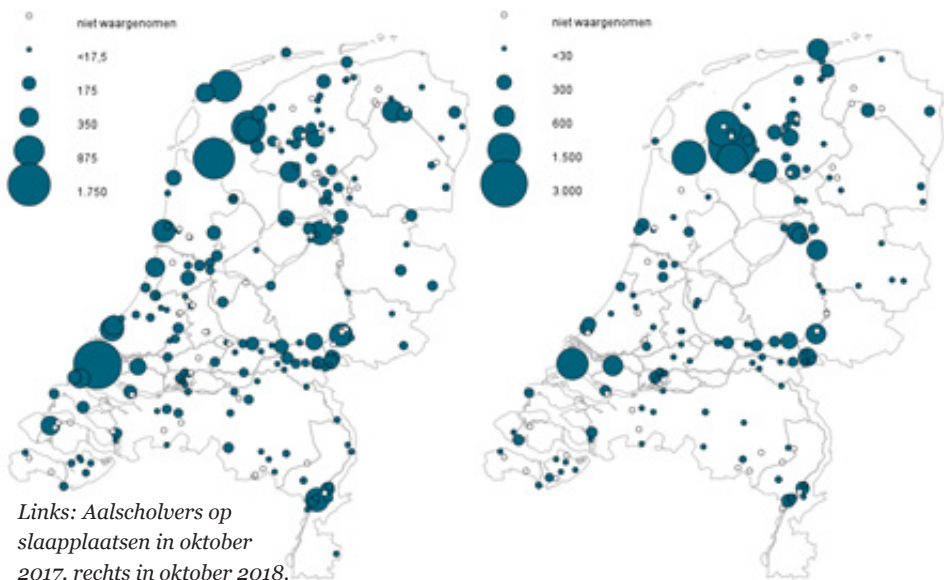 niet waargenomen
<17,5
175
350
875
1.750
niet waargenomen
<30
300
600
1.500
3.000
Links: Aalscholvers op
slaapplaatsen in oktober
2017, rechts in oktober 2018.